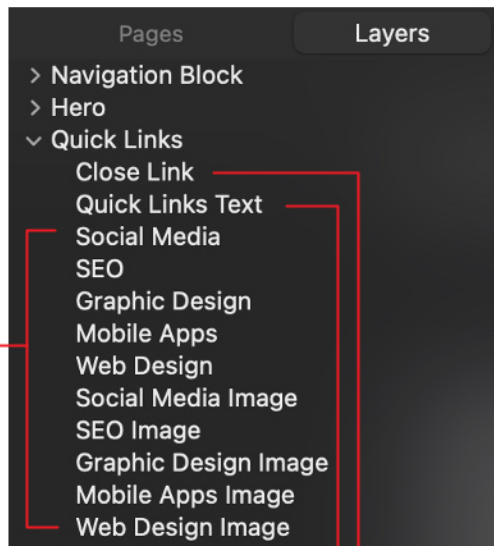 Pages Layers
Navigation Block
Hero
Quick Links
Close Link
Quick Links Text
Social Media
SEO
Graphic Design
Mobile Apps
Web Design
Social Media Image
SEO Image
Graphic Design Image
Mobile Apps Image
Web Design Image